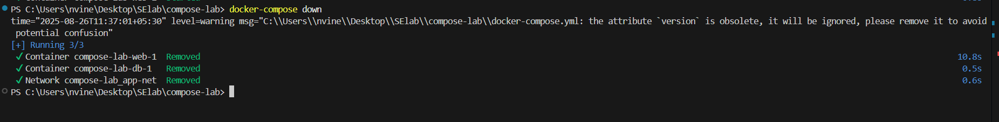 PS C:\Users\nvine\Desktop\SElab\compose-lab> docker-compose down
time="2025-08-26T11:37:01+05:30" level=warning msg="C:\\Users\\nvine\\Desktop\\SElab\\compose-lab\\docker-compose.yml: the attribute `version` is obsolete, it will be ignored, please remove it to avoid
potential confusion"
[+] Running 3/3
✓ Container compose-lab-web-1 Removed 10.8s
✓ Container compose-lab-db-1 Removed 0.5s
✓ Network compose-lab_app-net Removed 0.6s
PS C:\Users\nvine\Desktop\SElab\compose-lab>